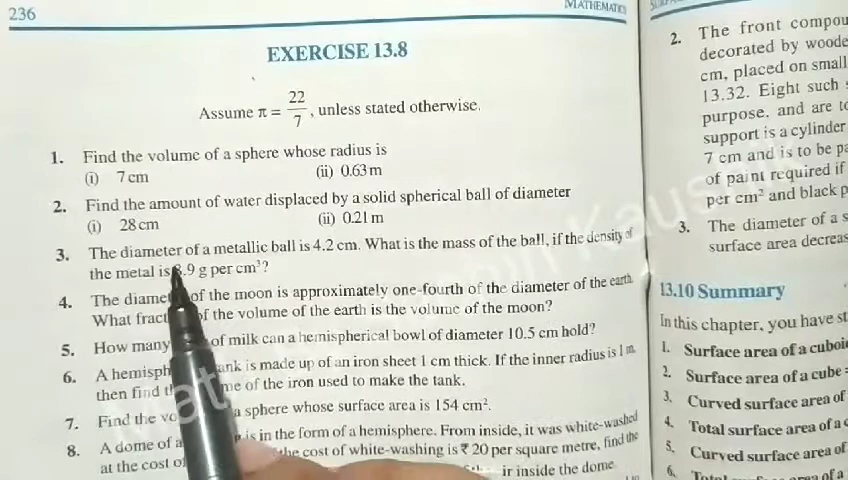 236
MATHEMATICS
EXERCISE 13.8
Assume π = 22/7, unless stated otherwise.
1. Find the volume of a sphere whose radius is
(i) 7 cm (ii) 0.63 m
2. Find the amount of water displaced by a solid spherical ball of diameter
(i) 28 cm (ii) 0.21 m
3. The diameter of a metallic ball is 4.2 cm. What is the mass of the ball, if the density of
the metal is 8.9 g per cm³?
4. The diamet of the moon is approximately one-fourth of the diameter of the earth.
What fract f the volume of the earth is the volume of the moon?
5. How many of milk can a hemispherical bowl of diameter 10.5 cm hold?
6. A hemisph ank is made up of an iron sheet 1 cm thick. If the inner radius is 1 m,
then find t me of the iron used to make the tank.
7. Find the vo a sphere whose surface area is 154 cm².
8. A dome of a is in the form of a hemisphere. From inside, it was white-washed
at the cost o the cost of white-washing is ₹ 20 per square metre, find the
ir inside the dome
2. The front compou
decorated by woode
cm, placed on small
13.32. Eight such
purpose, and are to
support is a cylinder
7 cm and is to be pa
of paint required if
per cm² and black p
3. The diameter of a s
surface area decreas
13.10 Summary
In this chapter, you have st
1. Surface area of a cuboi
2. Surface area of a cube =
3. Curved surface area of
4. Total surface area of a c
5. Curved surface area of
6. Total surface area of a